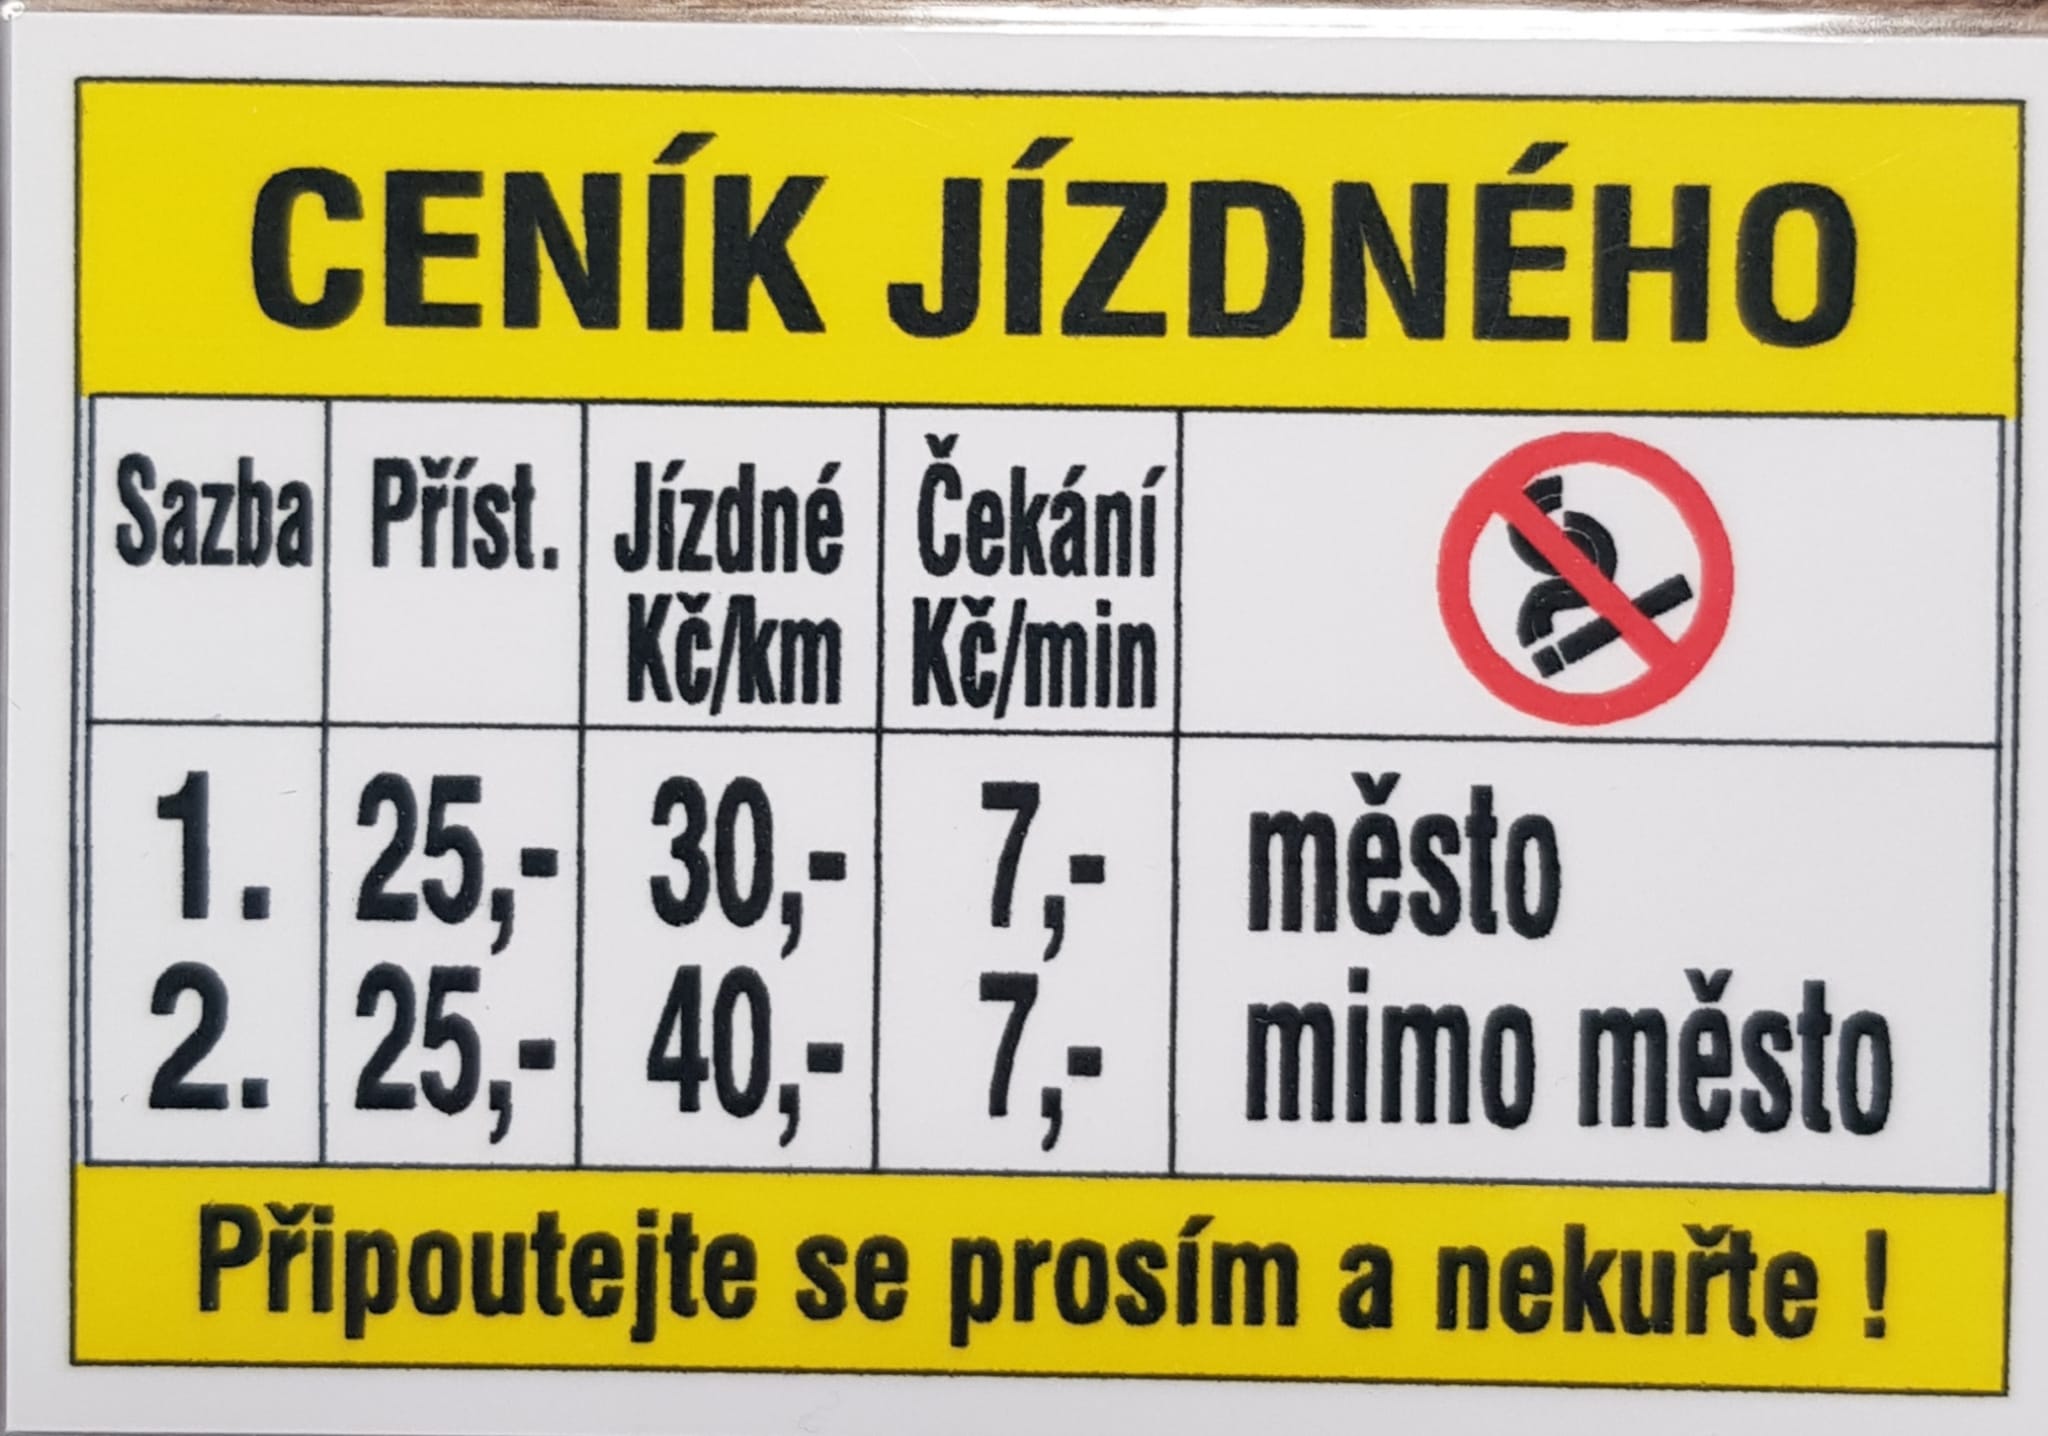 CENÍK JÍZDNÉHO
Sazba Příst. Jízdné Kč/km Čekání Kč/min
1. 25,- 30,- 7,- město
2. 25,- 40,- 7,- mimo město
Připoutejte se prosím a nekuřte !